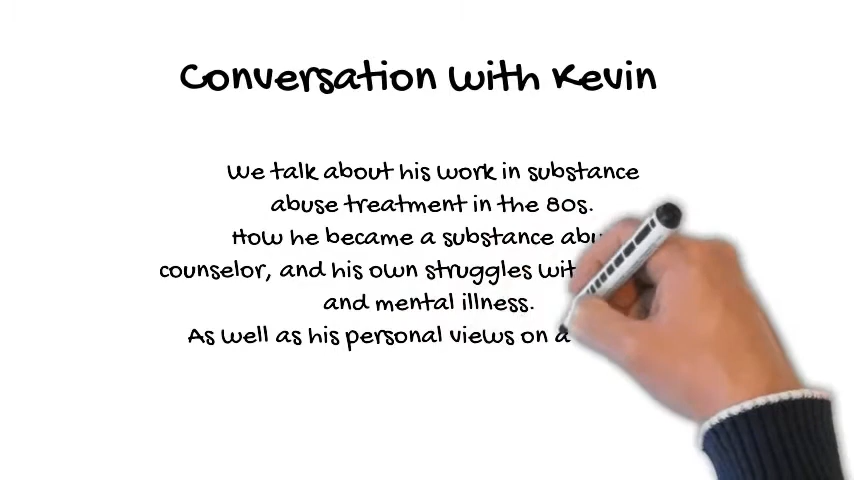 Conversation with Kevin
We talk about his work in substance
abuse treatment in the 80s.
How he became a substance
counselor, and his own struggles
and mental illness.
As well as his personal views on